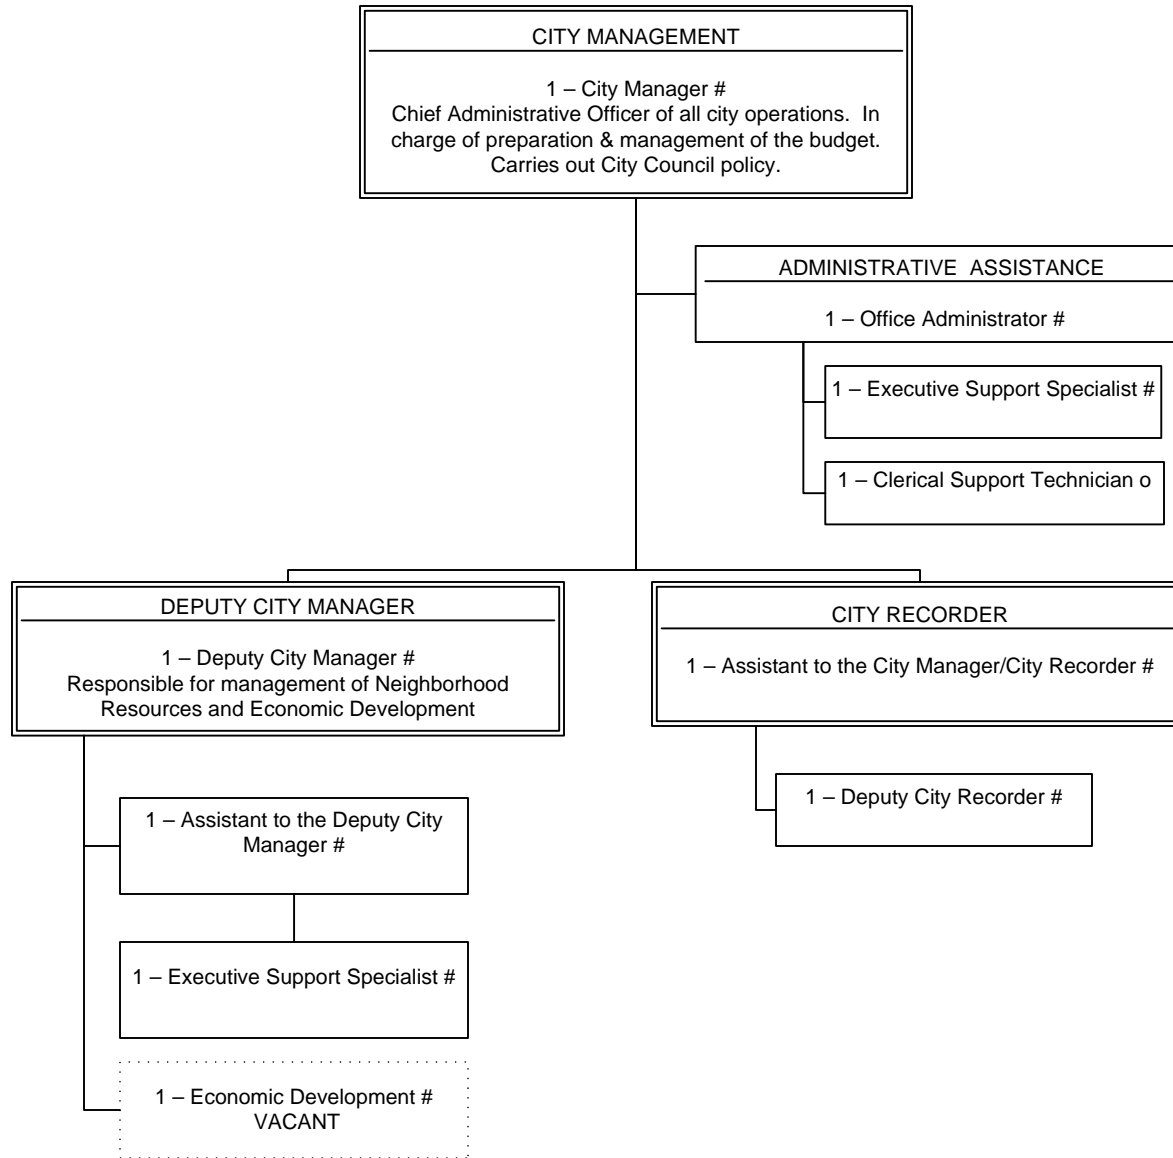 CITY MANAGEMENT
1 – City Manager #
Chief Administrative Officer of all city operations.  In
charge of preparation & management of the budget.
Carries out City Council policy.
ADMINISTRATIVE  ASSISTANCE
1 – Office Administrator #
1 – Executive Support Specialist #
1 – Clerical Support Technician o
DEPUTY CITY MANAGER
1 – Deputy City Manager #
Responsible for management of Neighborhood
Resources and Economic Development
CITY RECORDER
1 – Assistant to the City Manager/City Recorder #
1 – Deputy City Recorder #
1 – Assistant to the Deputy City
Manager #
1 – Executive Support Specialist #
1 – Economic Development #
VACANT